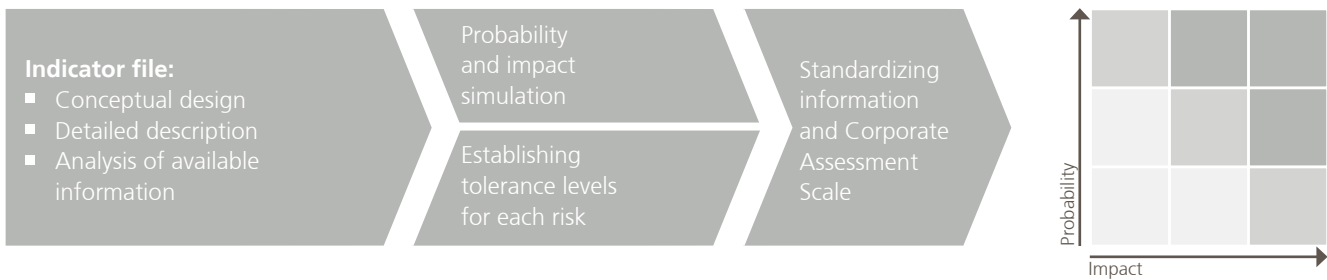 Indicator file:
Conceptual design
Detailed description
Analysis of available
information
Probability
and impact
simulation
Establishing
tolerance levels
for each risk
Standardizing
information
and Corporate
Assessment
Scale
Probability
Impact